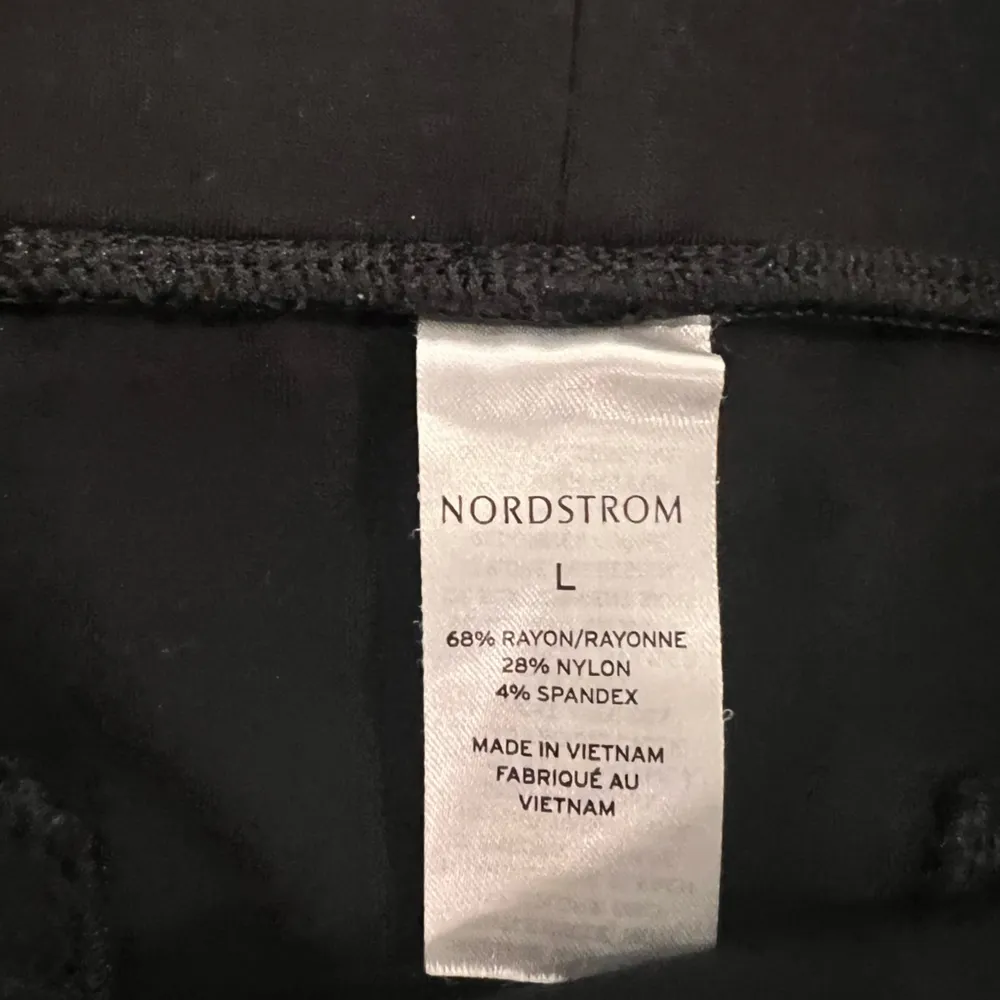 NORDSTROM
L
68% RAYON/RAYONNE
28% NYLON
4% SPANDEX
MADE IN VIETNAM
FABRIQUÉ AU
VIETNAM